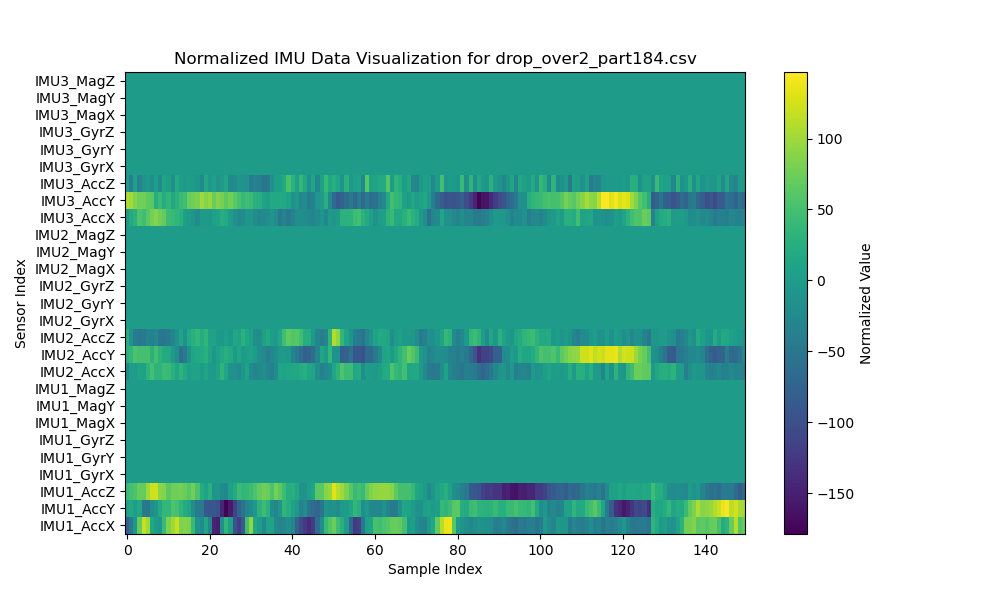 Normalized IMU Data Visualization for drop_over2_part184.csv
IMU3_MagZ
IMU3_MagY
IMU3_MagX
IMU3_GyrZ
IMU3_GyrY
IMU3_GyrX
IMU3_AccZ
IMU3_AccY
IMU3_AccX
IMU2_MagZ
IMU2_MagY
IMU2_MagX
IMU2_GyrZ
IMU2_GyrY
IMU2_GyrX
IMU2_AccZ
IMU2_AccY
IMU2_AccX
IMU1_MagZ
IMU1_MagY
IMU1_MagX
IMU1_GyrZ
IMU1_GyrY
IMU1_GyrX
IMU1_AccZ
IMU1_AccY
IMU1_AccX
Sensor Index
0 20 40 60 80 100 120 140
Sample Index
100
50
0
−50
−100
−150
Normalized Value